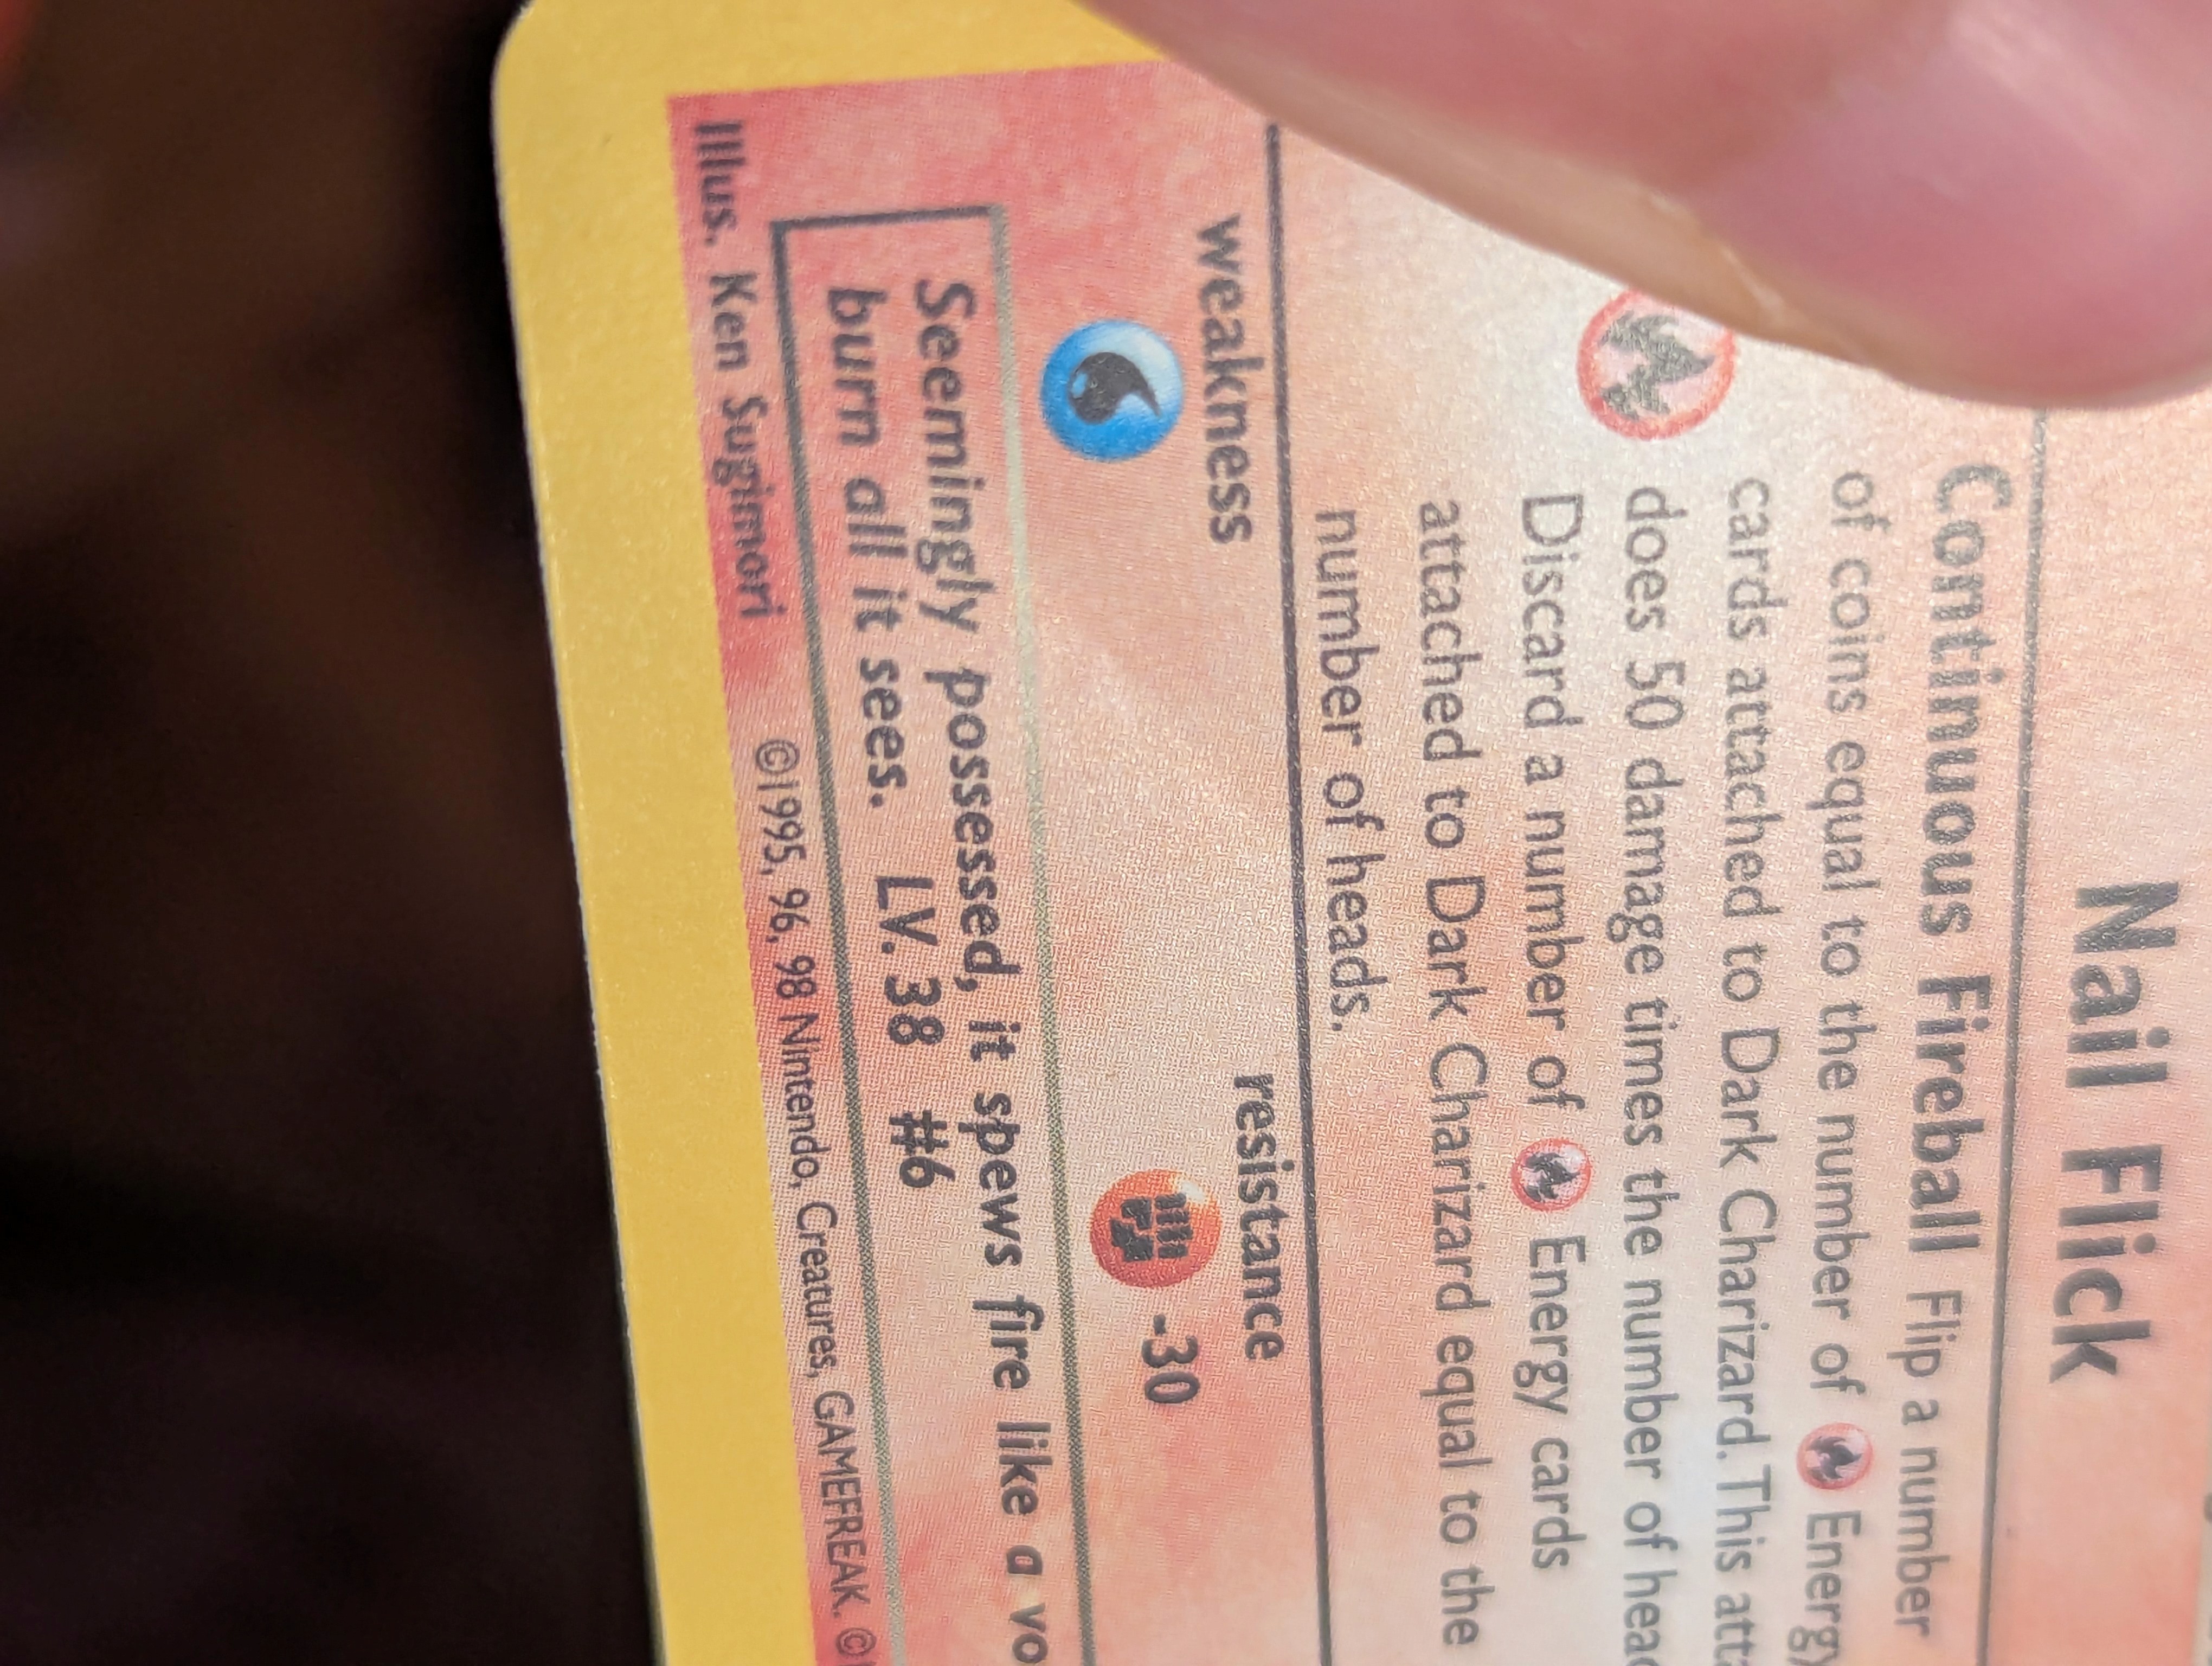 Nail Flick
Continuous Fireball Flip a number
of coins equal to the number of Energy
cards attached to Dark Charizard. This
does 50 damage times the number of
Discard a number of Energy cards
attached to Dark Charizard equal to the
number of heads.
weakness resistance
-30
Seemingly possessed, it spews fire like a
burn all it sees. LV. 38 #6
Illus. Ken Sugimori ©1995, 96, 98 Nintendo, Creatures, GAMEFREAK. ©